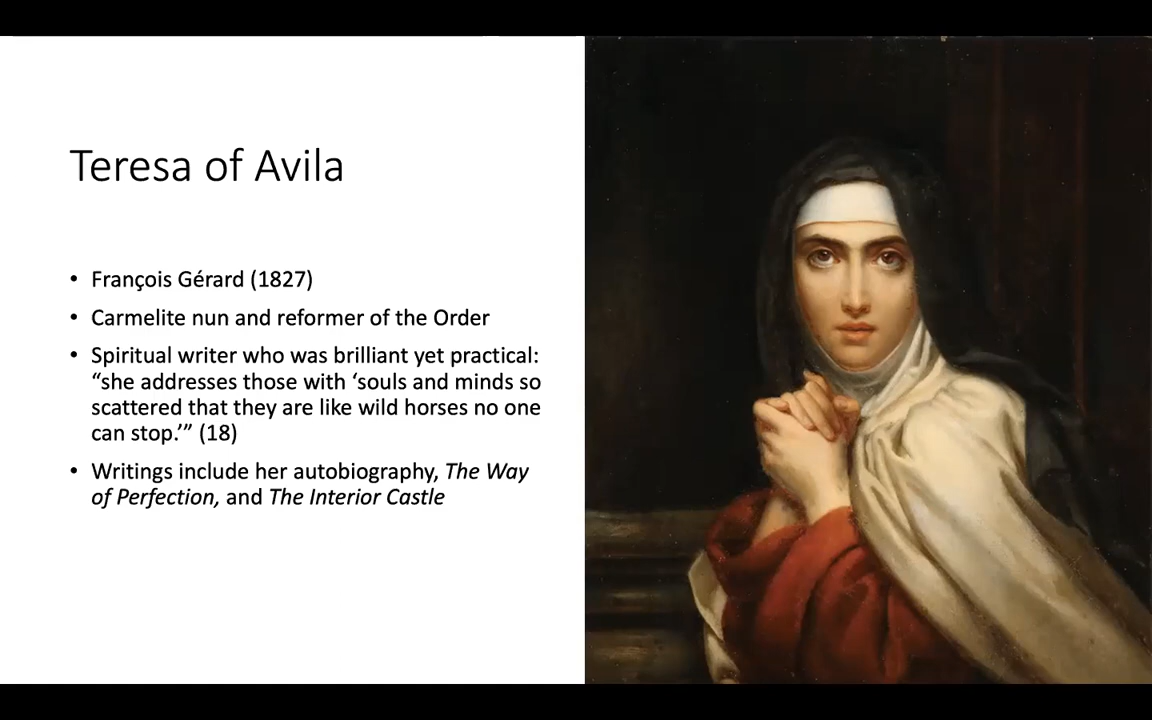 Teresa of Avila
• François Gérard (1827)
• Carmelite nun and reformer of the Order
• Spiritual writer who was brilliant yet practical:
“she addresses those with ‘souls and minds so
scattered that they are like wild horses no one
can stop.’” (18)
• Writings include her autobiography, The Way
of Perfection, and The Interior Castle